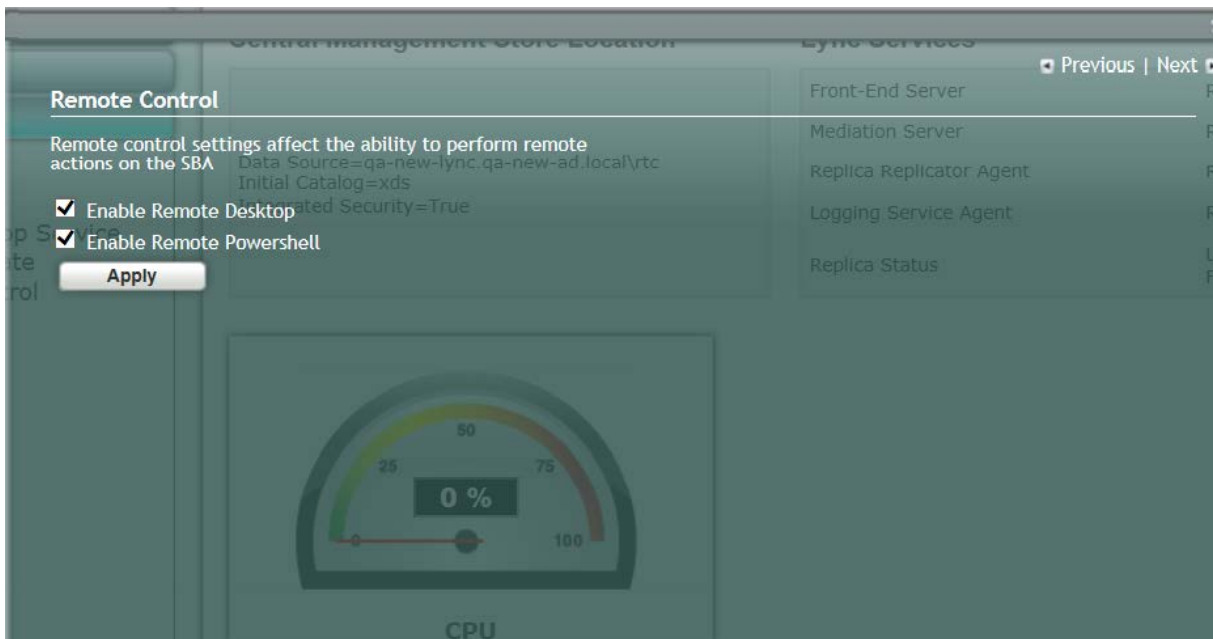 Central Management Store Location
Lync Services
Previous | Next
Remote Control
Front-End Server
Remote control settings affect the ability to perform remote
actions on the SBA
Mediation Server
Data Source=qa-new-lync.qa-new-ad.local\rtc
Initial Catalog=xds
Integrated Security=True
Replica Replicator Agent
Enable Remote Desktop
Logging Service Agent
Enable Remote Powershell
Apply
Replica Status
50
25
75
0 %
0
100
CPU